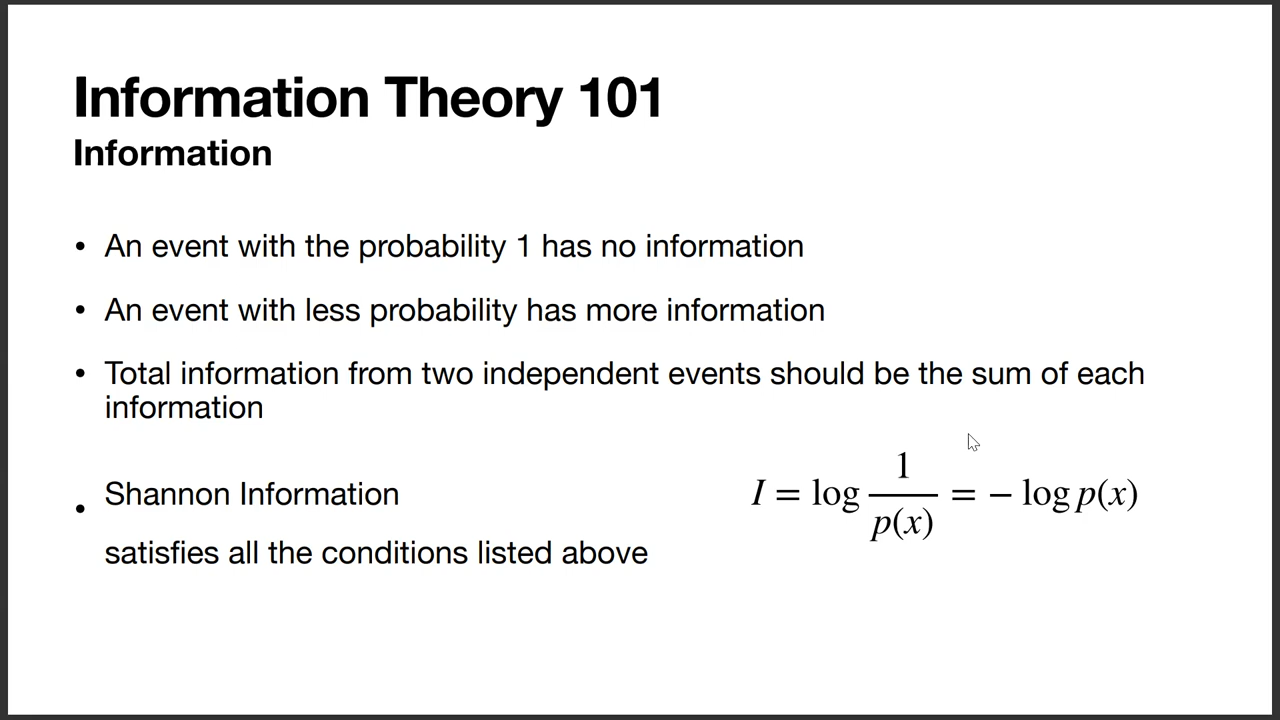 Information Theory 101
Information
• An event with the probability 1 has no information
• An event with less probability has more information
• Total information from two independent events should be the sum of each
information
• Shannon Information
I = log 1/p(x) = − log p(x)
satisfies all the conditions listed above